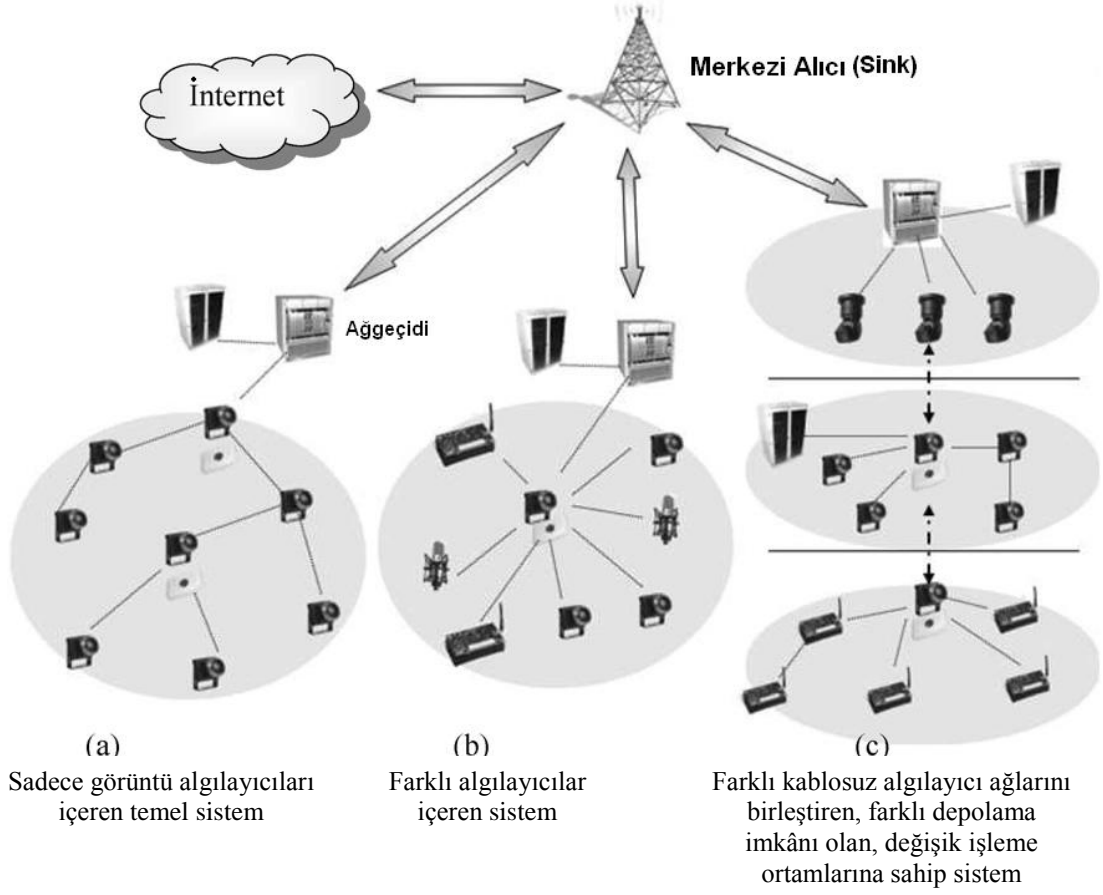 İnternet
Merkezi Alıcı (Sink)
Ağgeçidi
(a)
Sadece görüntü algılayıcıları
içeren temel sistem
(b)
Farklı algılayıcılar
içeren sistem
(c)
Farklı kablosuz algılayıcı ağlarını
birleştiren, farklı depolama
imkânı olan, değişik işleme
ortamlarına sahip sistem